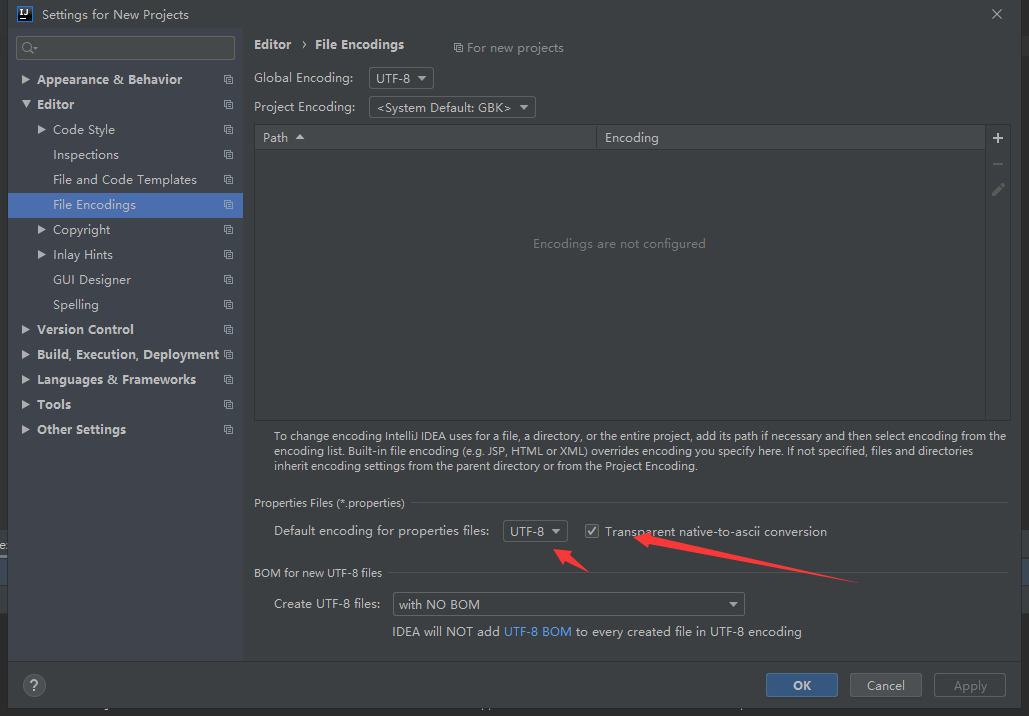 Settings for New Projects
Appearance & Behavior
Editor
Code Style
Inspections
File and Code Templates
File Encodings
Copyright
Inlay Hints
GUI Designer
Spelling
Version Control
Build, Execution, Deployment
Languages & Frameworks
Tools
Other Settings
Editor › File Encodings For new projects
Global Encoding: UTF-8
Project Encoding: <System Default: GBK>
Path Encoding
Encodings are not configured
To change encoding IntelliJ IDEA uses for a file, a directory, or the entire project, add its path if necessary and then select encoding from the
encoding list. Built-in file encoding (e.g. JSP, HTML or XML) overrides encoding you specify here. If not specified, files and directories
inherit encoding settings from the parent directory or from the Project Encoding.
Properties Files (*.properties)
Default encoding for properties files: UTF-8 Transparent native-to-ascii conversion
BOM for new UTF-8 files
Create UTF-8 files: with NO BOM
IDEA will NOT add UTF-8 BOM to every created file in UTF-8 encoding
? OK Cancel Apply